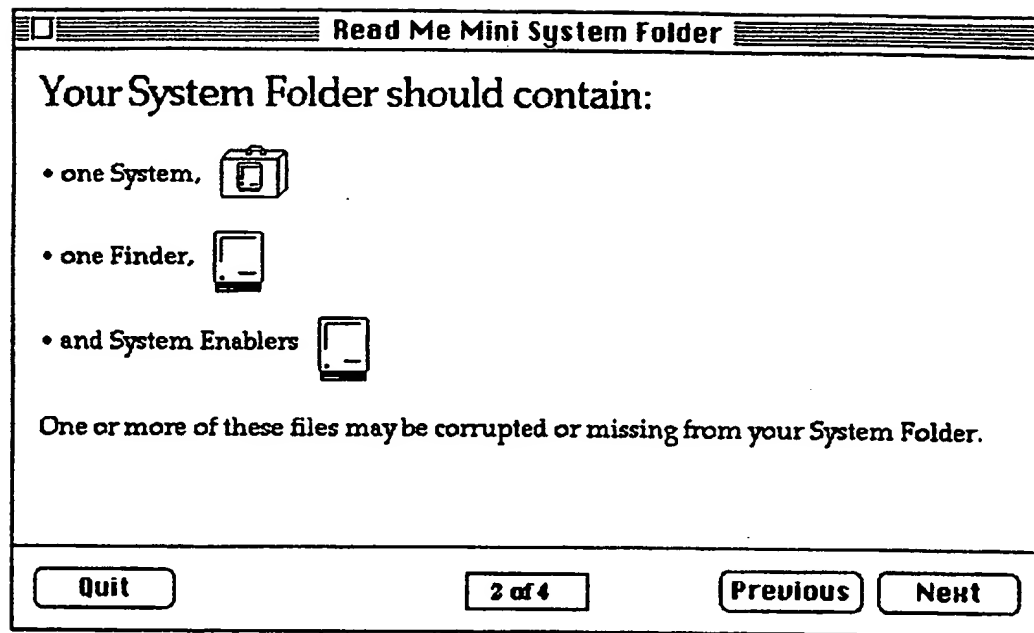 Read Me Mini System Folder
Your System Folder should contain:
• one System,
• one Finder,
• and System Enablers
One or more of these files may be corrupted or missing from your System Folder.
Quit
2 of 4
Previous
Next